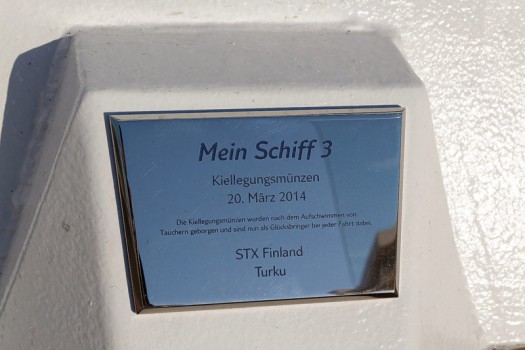 Mein Schiff 3
Kiellegungsmünzen
20. März 2014
Die Kiellegungsmünzen wurden nach dem Aufschwimmen von
Tauchern geborgen und sind nun als Glücksbringer bei jeder Fahrt dabei.
STX Finland
Turku